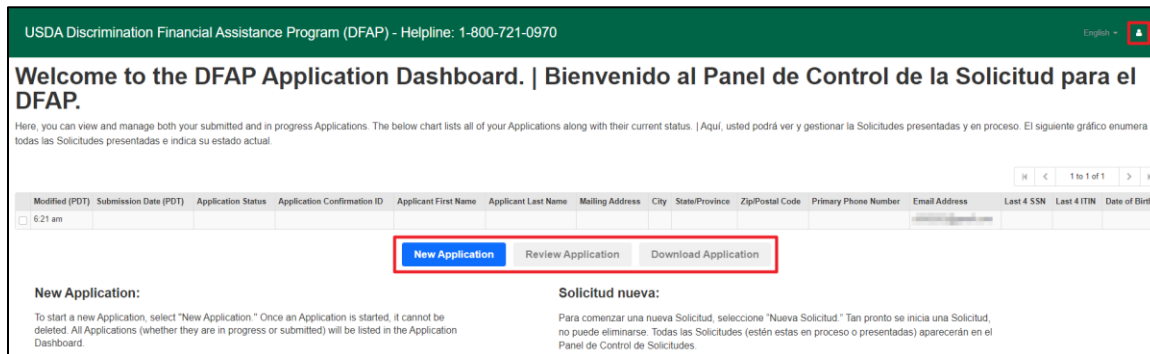 USDA Discrimination Financial Assistance Program (DFAP) - Helpline: 1-800-721-0970
English
Welcome to the DFAP Application Dashboard. | Bienvenido al Panel de Control de la Solicitud para el
DFAP.
Here, you can view and manage both your submitted and in progress Applications. The below chart lists all of your Applications along with their current status. | Aquí, usted podrá ver y gestionar la Solicitudes presentadas y en proceso. El siguiente gráfico enumera
todas las Solicitudes presentadas e indica su estado actual.
1 to 1 of 1
Modified (PDT) Submission Date (PDT) Application Status Application Confirmation ID Applicant First Name Applicant Last Name Mailing Address City State/Province Zip/Postal Code Primary Phone Number Email Address Last 4 SSN Last 4 ITIN Date of Birth
6:21 am
New Application Review Application Download Application
New Application:
To start a new Application, select "New Application." Once an Application is started, it cannot be
deleted. All Applications (whether they are in progress or submitted) will be listed in the Application
Dashboard.
Solicitud nueva:
Para comenzar una nueva Solicitud, seleccione "Nueva Solicitud." Tan pronto se inicia una Solicitud,
no puede eliminarse. Todas las Solicitudes (estén estas en proceso o presentadas) aparecerán en el
Panel de Control de Solicitudes.